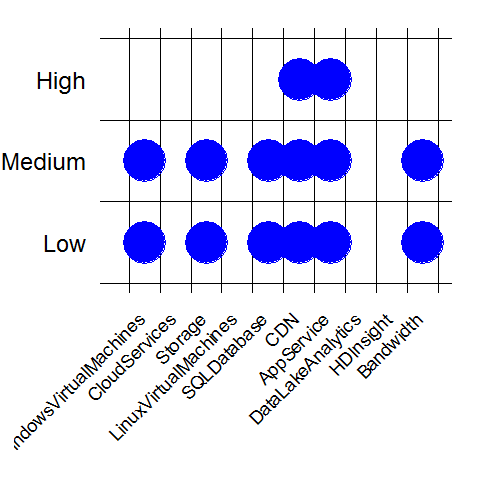 High
Medium
Low
ndowsVirtualMachines
CloudServices
Storage
LinuxVirtualMachines
SQLDatabase
CDN
AppService
DataLakeAnalytics
HDInsight
Bandwidth